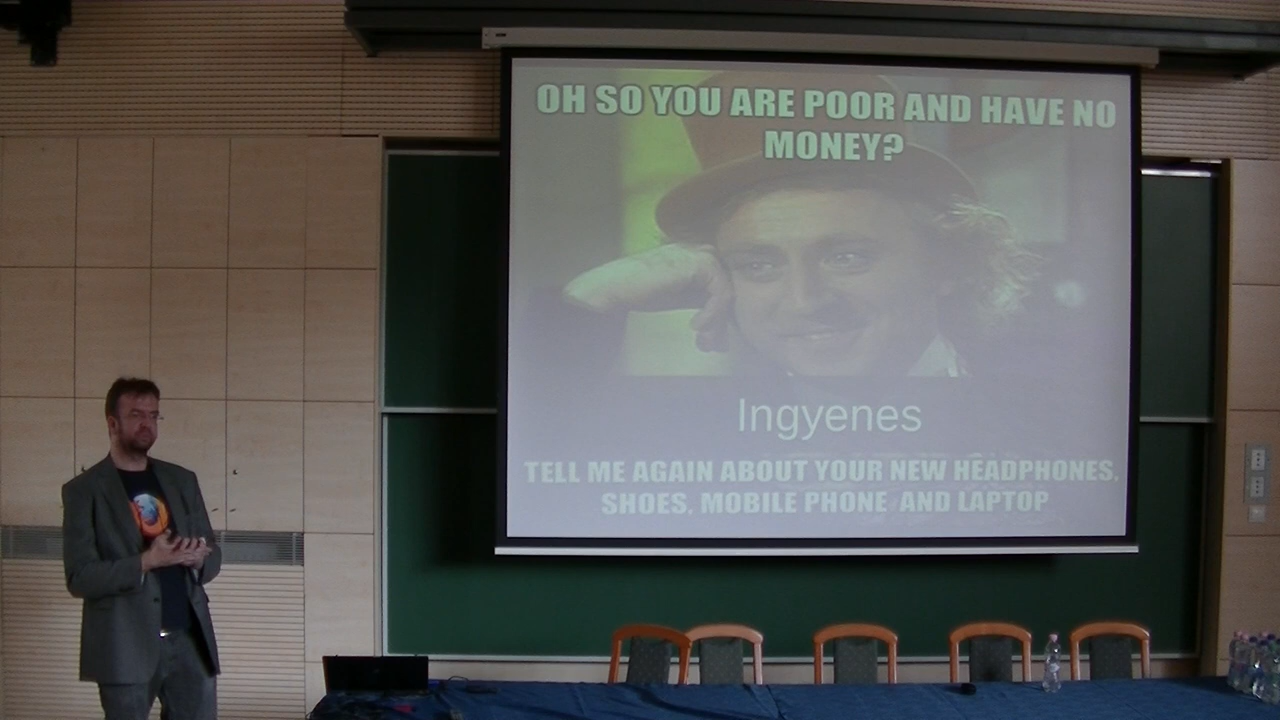 OH SO YOU ARE POOR AND HAVE NO
MONEY?
Ingyenes
TELL ME AGAIN ABOUT YOUR NEW HEADPHONES,
SHOES, MOBILE PHONE AND LAPTOP